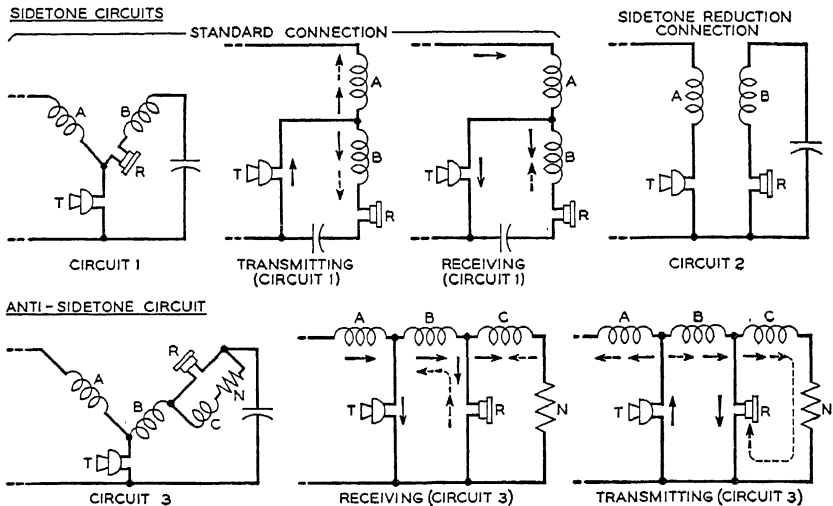 SIDETONE CIRCUITS
STANDARD CONNECTION
SIDETONE REDUCTION
CONNECTION
A
B
R
T
CIRCUIT 1
A
B
T
R
TRANSMITTING
(CIRCUIT 1)
A
B
T
R
RECEIVING
(CIRCUIT 1)
A
B
T
R
CIRCUIT 2
ANTI-SIDETONE CIRCUIT
R
A
B
N
C
T
CIRCUIT 3
A
B
C
T
R
N
RECEIVING (CIRCUIT 3)
A
B
C
T
R
N
TRANSMITTING (CIRCUIT 3)